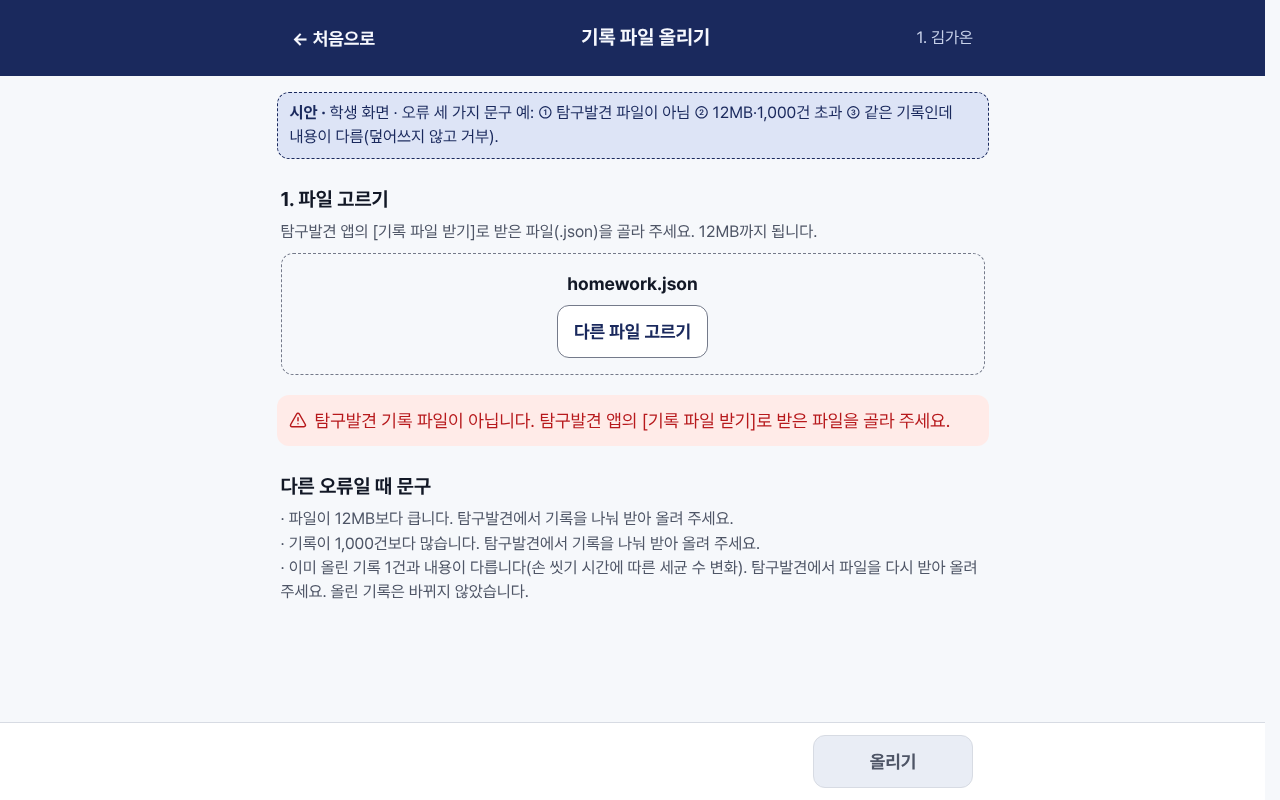 ← 처음으로
기록 파일 올리기
1. 김가온
시안 · 학생 화면 · 오류 세 가지 문구 예: ① 탐구발견 파일이 아님 ② 12MB·1,000건 초과 ③ 같은 기록인데
내용이 다름(덮어쓰지 않고 거부).
1. 파일 고르기
탐구발견 앱의 [기록 파일 받기]로 받은 파일(.json)을 골라 주세요. 12MB까지 됩니다.
homework.json
다른 파일 고르기
탐구발견 기록 파일이 아닙니다. 탐구발견 앱의 [기록 파일 받기]로 받은 파일을 골라 주세요.
다른 오류일 때 문구
· 파일이 12MB보다 큽니다. 탐구발견에서 기록을 나눠 받아 올려 주세요.
· 기록이 1,000건보다 많습니다. 탐구발견에서 기록을 나눠 받아 올려 주세요.
· 이미 올린 기록 1건과 내용이 다릅니다(손 씻기 시간에 따른 세균 수 변화). 탐구발견에서 파일을 다시 받아 올려
주세요. 올린 기록은 바뀌지 않았습니다.
올리기